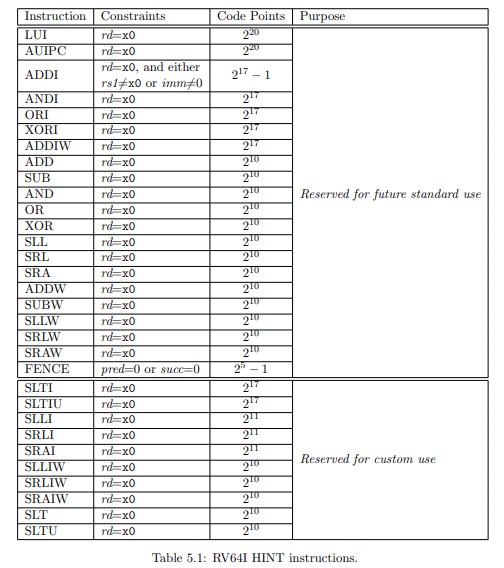 Instruction Constraints Code Points Purpose
LUI rd=x0 2^20
AUIPC rd=x0 2^20
ADDI rd=x0, and either rs1≠x0 or imm≠0 2^17 − 1
ANDI rd=x0 2^17
ORI rd=x0 2^17
XORI rd=x0 2^17
ADDIW rd=x0 2^17
ADD rd=x0 2^10
SUB rd=x0 2^10
AND rd=x0 2^10 Reserved for future standard use
OR rd=x0 2^10
XOR rd=x0 2^10
SLL rd=x0 2^10
SRL rd=x0 2^10
SRA rd=x0 2^10
ADDW rd=x0 2^10
SUBW rd=x0 2^10
SLLW rd=x0 2^10
SRLW rd=x0 2^10
SRAW rd=x0 2^10
FENCE pred=0 or succ=0 2^5 − 1
SLTI rd=x0 2^17
SLTIU rd=x0 2^17
SLLI rd=x0 2^11
SRLI rd=x0 2^11
SRAI rd=x0 2^11 Reserved for custom use
SLLIW rd=x0 2^10
SRLIW rd=x0 2^10
SRAIW rd=x0 2^10
SLT rd=x0 2^10
SLTU rd=x0 2^10
Table 5.1: RV64I HINT instructions.